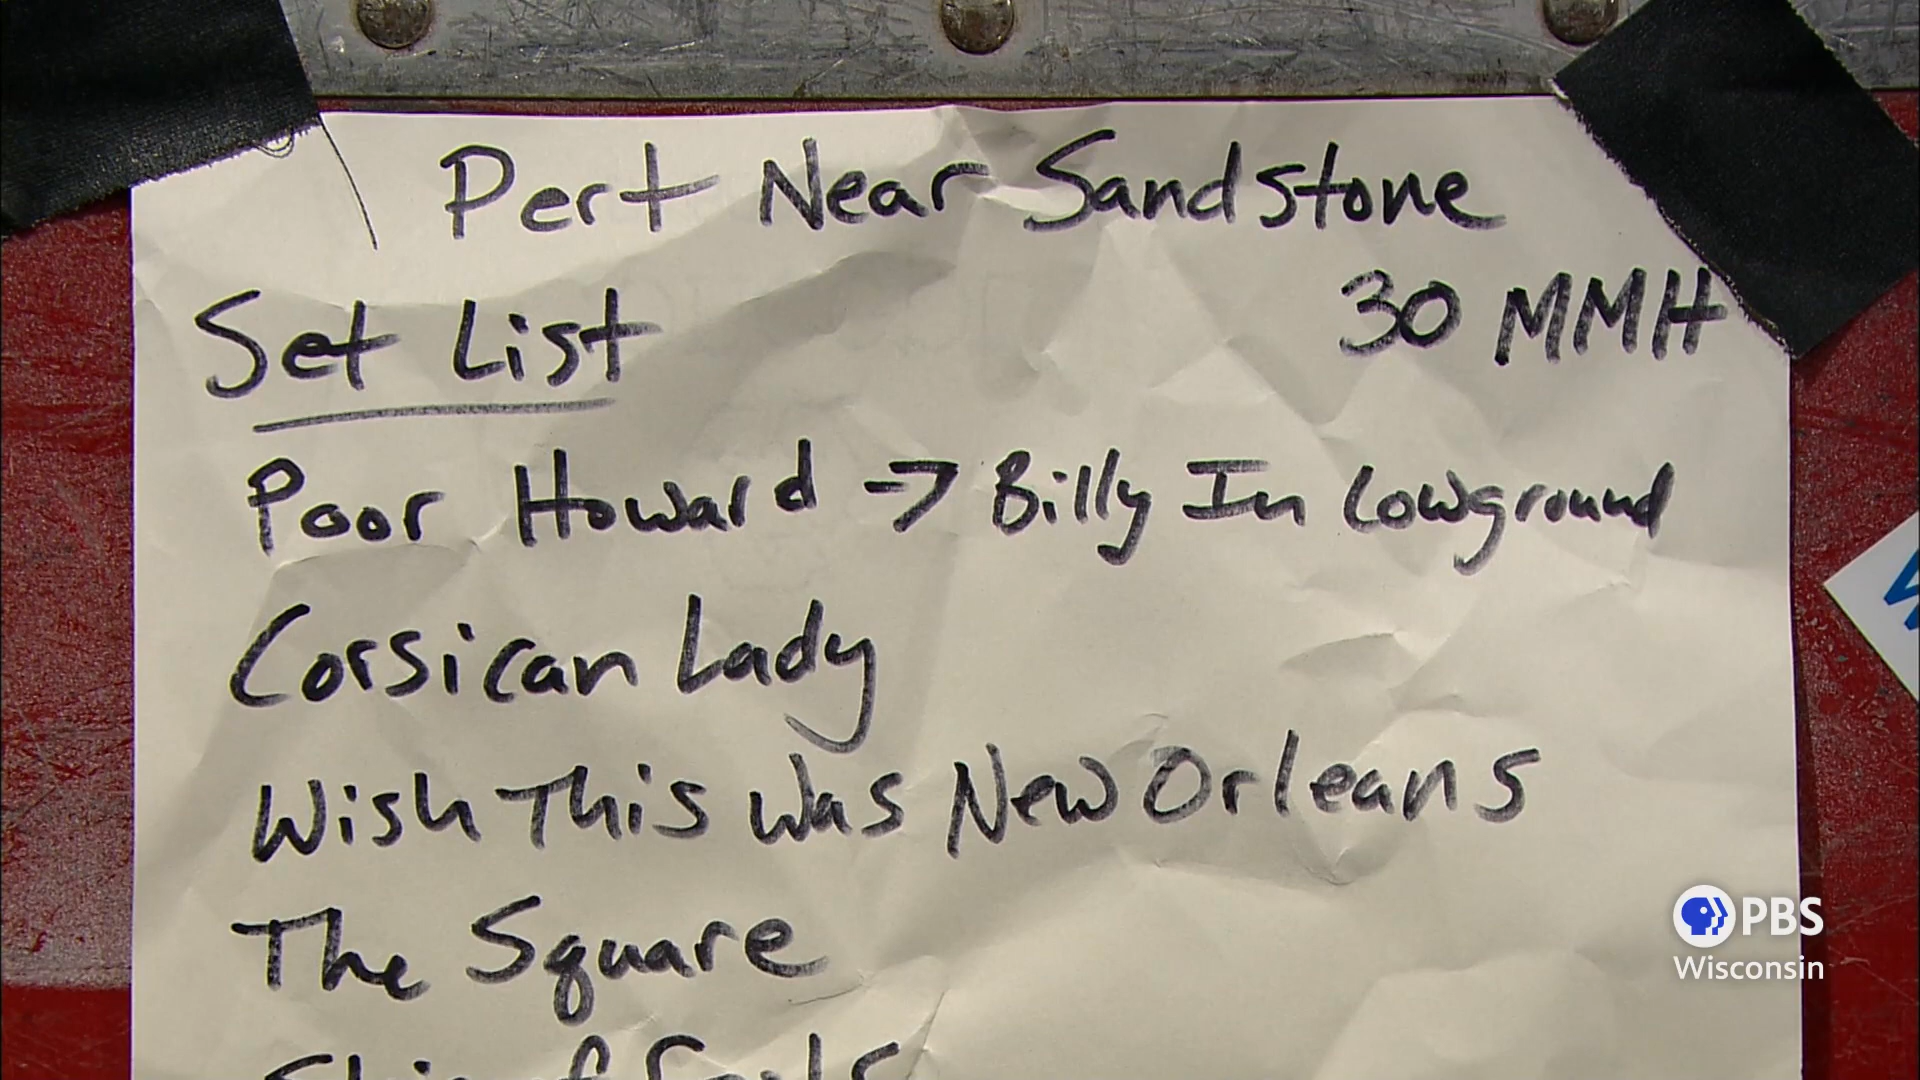 Pert Near Sandstone
30 MMH
Set List
Poor Howard -> Billy In Lowground
Corsican Lady
Wish This Was New Orleans
The Square
PBS
Wisconsin